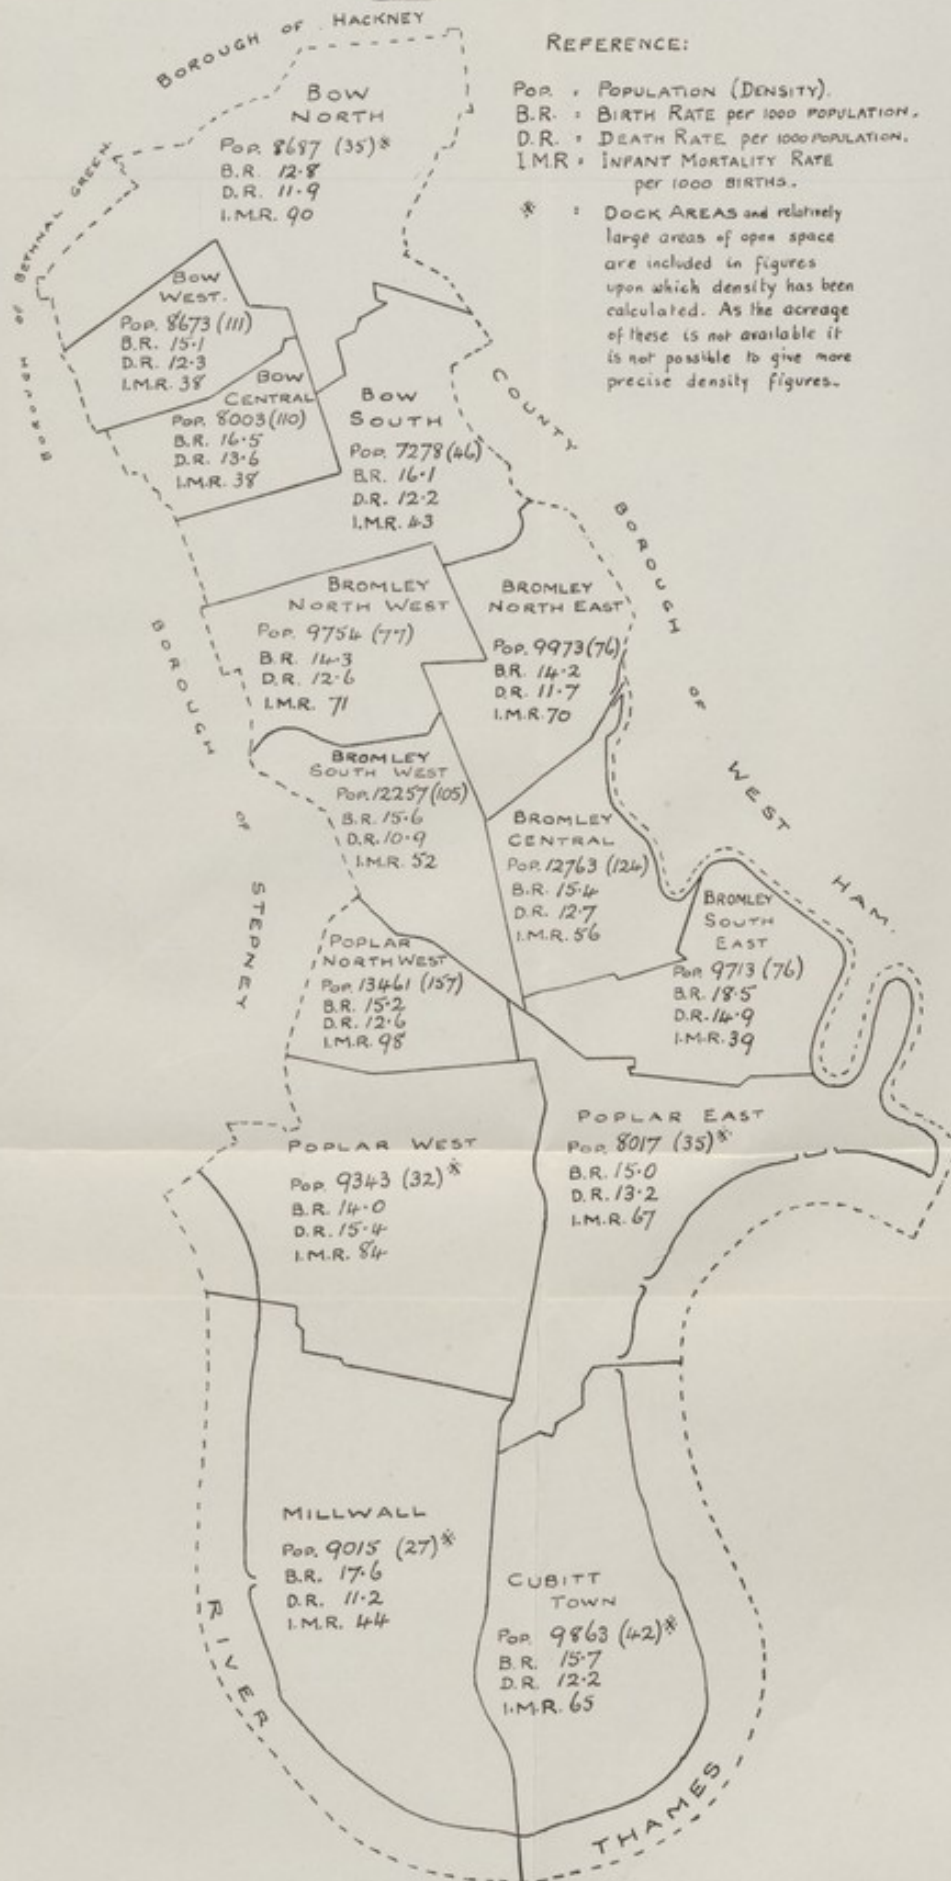 BOROUGH OF HACKNEY
REFERENCE:
POP. = POPULATION (DENSITY).
B.R. = BIRTH RATE per 1000 POPULATION.
D.R. = DEATH RATE per 1000 POPULATION.
I.M.R = INFANT MORTALITY RATE
per 1000 BIRTHS.
* = DOCK AREAS and relatively
large areas of open space
are included in figures
upon which density has been
calculated. As the acreage
of these is not available it
is not possible to give more
precise density figures.
BOROUGH OF BETHNAL GREEN
BOW
NORTH
POP. 8687 (35)*
B.R. 12·8
D.R. 11·9
I.M.R. 90
BOW
WEST.
POP. 8673 (111)
B.R. 15·1
D.R. 12·3
I.M.R. 38
BOW
CENTRAL
POP. 8003 (110)
B.R. 16·5
D.R. 13·6
I.M.R. 38
BOW
SOUTH
POP. 7278 (46)
B.R. 16·1
D.R. 12·2
I.M.R. 43
COUNTY BOROUGH OF WEST HAM.
BOROUGH OF STEPNEY
BROMLEY
NORTH WEST
POP. 9754 (77)
B.R. 14·3
D.R. 12·6
I.M.R. 71
BROMLEY
NORTH EAST
POP. 9973 (76)
B.R. 14·2
D.R. 11·7
I.M.R. 70
BROMLEY
SOUTH WEST
POP. 12257 (105)
B.R. 15·6
D.R. 10·9
I.M.R. 52
BROMLEY
CENTRAL
POP. 12763 (124)
B.R. 15·4
D.R. 12·7
I.M.R. 56
BROMLEY
SOUTH
EAST
POP. 9713 (76)
B.R. 18·5
D.R. 14·9
I.M.R. 39
POPLAR
NORTH WEST
POP. 13461 (157)
B.R. 15·2
D.R. 12·6
I.M.R. 98
POPLAR EAST
POP. 8017 (35)*
B.R. 15·0
D.R. 13·2
I.M.R. 67
POPLAR WEST
POP. 9343 (32)*
B.R. 14·0
D.R. 15·4
I.M.R. 84
MILLWALL
POP. 9015 (27)*
B.R. 17·6
D.R. 11·2
I.M.R. 44
CUBITT
TOWN
POP. 9863 (42)*
B.R. 15·7
D.R. 12·2
I.M.R. 65
RIVER THAMES